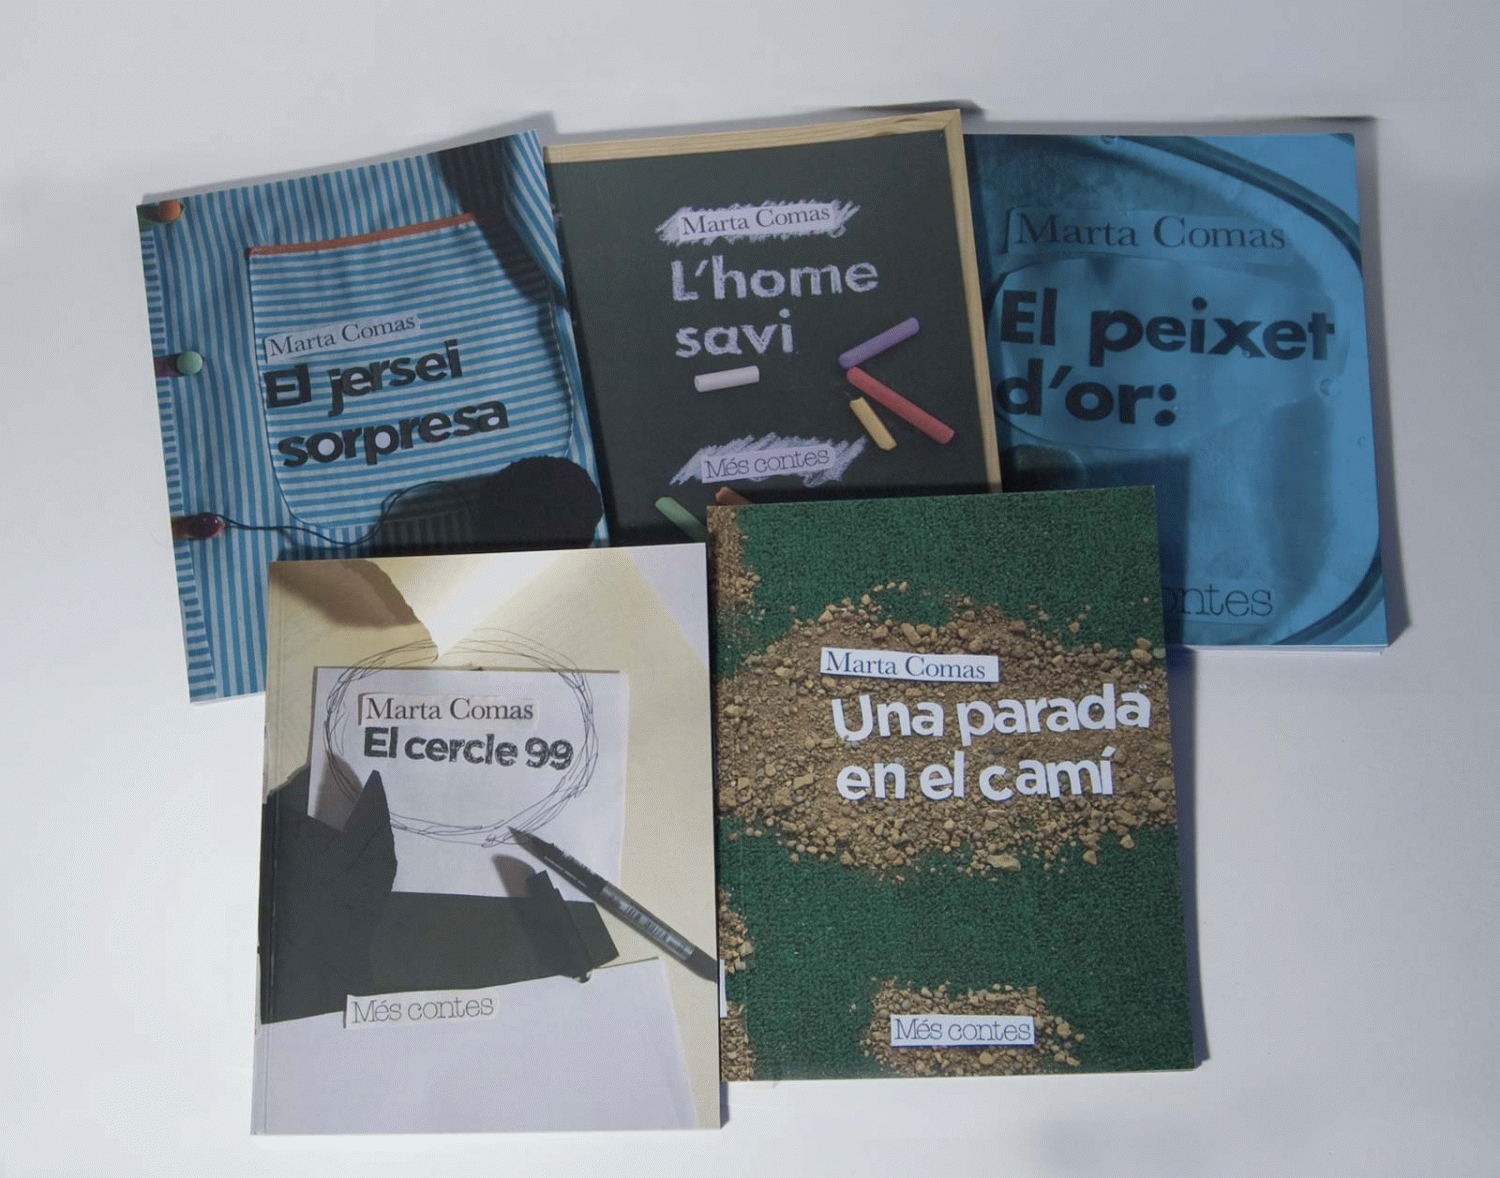 Marta Comas
El jersei
sorpresa
Marta Comas
L'home
savi
Més contes
Marta Comas
El peixet
d'or:
contes
Marta Comas
El cercle 99
Més contes
Marta Comas
Una parada
en el camí
Més contes